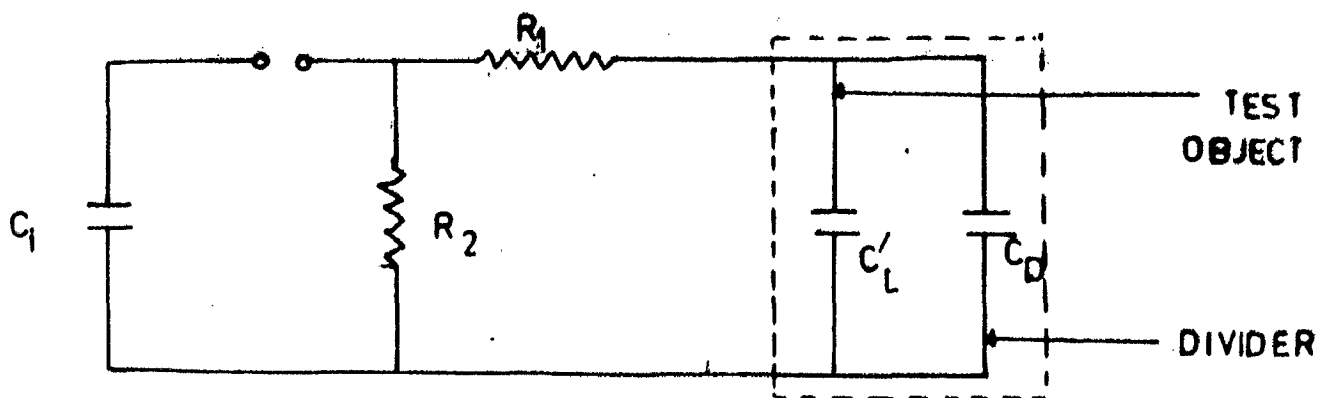 R₁
TEST
OBJECT
C₁
R₂
C'L
CD
DIVIDER